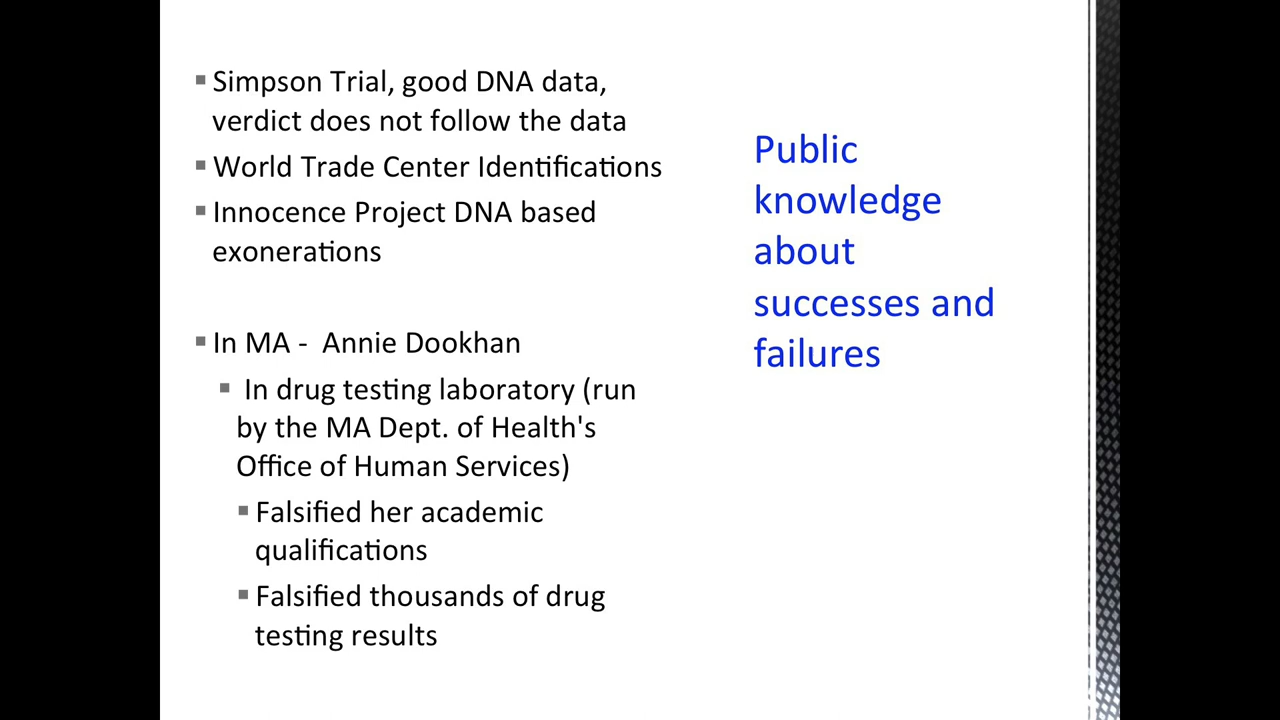 ▪ Simpson Trial, good DNA data,
verdict does not follow the data
▪ World Trade Center Identifications
▪ Innocence Project DNA based
exonerations
▪ In MA -  Annie Dookhan
▪ In drug testing laboratory (run
by the MA Dept. of Health's
Office of Human Services)
▪ Falsified her academic
qualifications
▪ Falsified thousands of drug
testing results
Public
knowledge
about
successes and
failures